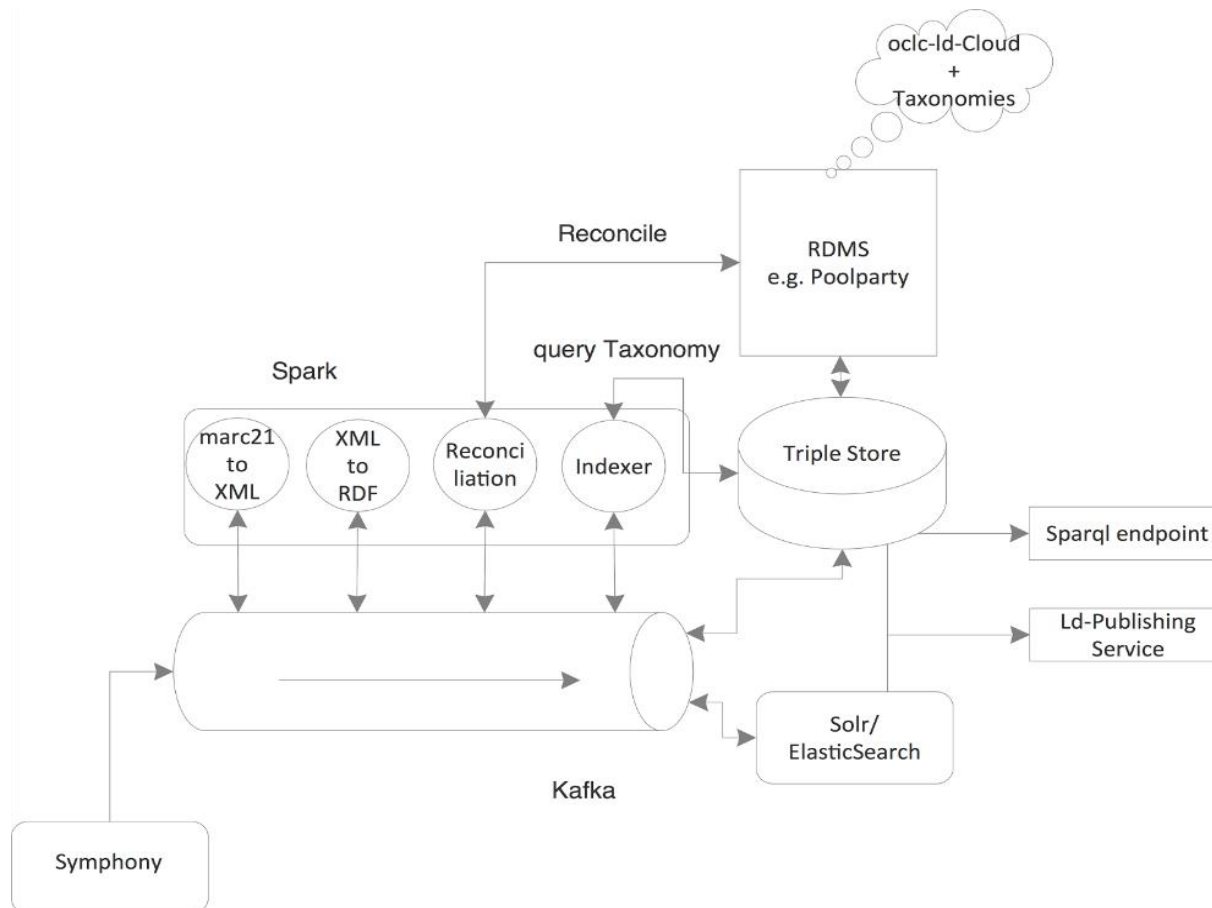 oclc-ld-Cloud
+
Taxonomies
Reconcile
RDMS
e.g. Poolparty
query Taxonomy
Spark
marc21
to
XML
XML
to
RDF
Reconci
liation
Indexer
Triple Store
Sparql endpoint
Ld-Publishing
Service
Solr/
ElasticSearch
Kafka
Symphony